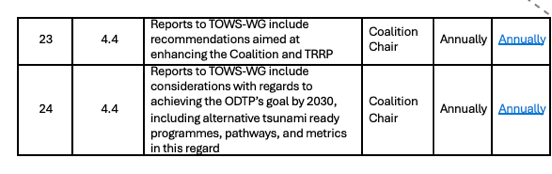 Reports to TOWS-WG include
23 4.4 recommendations aimed at Coalition Chair Annually Annually
enhancing the Coalition and TRRP
Reports to TOWS-WG include
considerations with regards to
achieving the ODTP's goal by 2030,
24 4.4 including alternative tsunami ready Coalition Chair Annually Annually
programmes, pathways, and metrics
in this regard